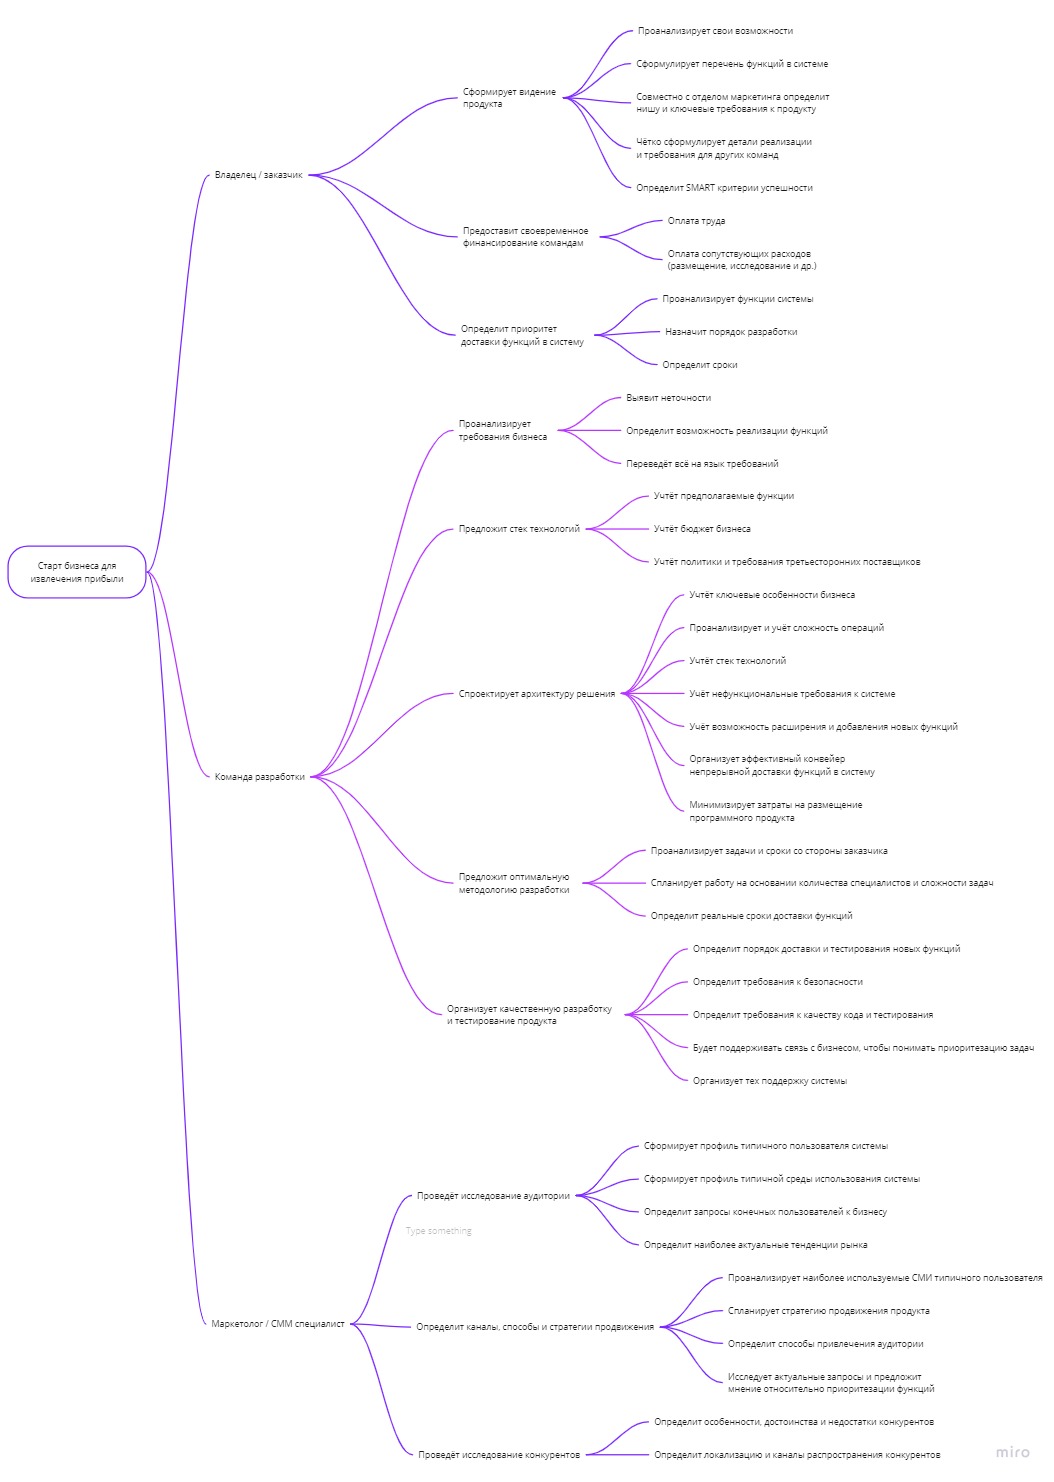 Старт бизнеса для
извлечения прибыли
Владелец / заказчик
Сформирует видение
продукта
Проанализирует свои возможности
Сформулирует перечень функций в системе
Совместно с отделом маркетинга определит
нишу и ключевые требования к продукту
Чётко сформулирует детали реализации
и требования для других команд
Определит SMART критерии успешности
Предоставит своевременное
финансирование командам
Оплата труда
Оплата сопутствующих расходов
(размещение, исследование и др.)
Определит приоритет
доставки функций в систему
Проанализирует функции системы
Назначит порядок разработки
Определит сроки
Команда разработки
Проанализирует
требования бизнеса
Выявит неточности
Определит возможность реализации функций
Переведёт всё на язык требований
Предложит стек технологий
Учтёт предполагаемые функции
Учтёт бюджет бизнеса
Учтёт политики и требования третьесторонних поставщиков
Спроектирует архитектуру решения
Учтёт ключевые особенности бизнеса
Проанализирует и учёт сложность операций
Учтёт стек технологий
Учёт нефункциональные требования к системе
Учёт возможность расширения и добавления новых функций
Организует эффективный конвейер
непрерывной доставки функций в систему
Минимизирует затраты на размещение
программного продукта
Предложит оптимальную
методологию разработки
Проанализирует задачи и сроки со стороны заказчика
Спланирует работу на основании количества специалистов и сложности задач
Определит реальные сроки доставки функций
Организует качественную разработку
и тестирование продукта
Определит порядок доставки и тестирования новых функций
Определит требования к безопасности
Определит требования к качеству кода и тестирования
Будет поддерживать связь с бизнесом, чтобы понимать приоритезацию задач
Организует тех поддержку системы
Маркетолог / СММ специалист
Проведёт исследование аудитории
Сформирует профиль типичного пользователя системы
Сформирует профиль типичной среды использования системы
Определит запросы конечных пользователей к бизнесу
Определит наиболее актуальные тенденции рынка
Type something
Определит каналы, способы и стратегии продвижения
Проанализирует наиболее используемые СМИ типичного пользователя
Спланирует стратегию продвижения продукта
Определит способы привлечения аудитории
Исследует актуальные запросы и предложит
мнение относительно приоритезации функций
Проведёт исследование конкурентов
Определит особенности, достоинства и недостатки конкурентов
Определит локализацию и каналы распространения конкурентов
miro